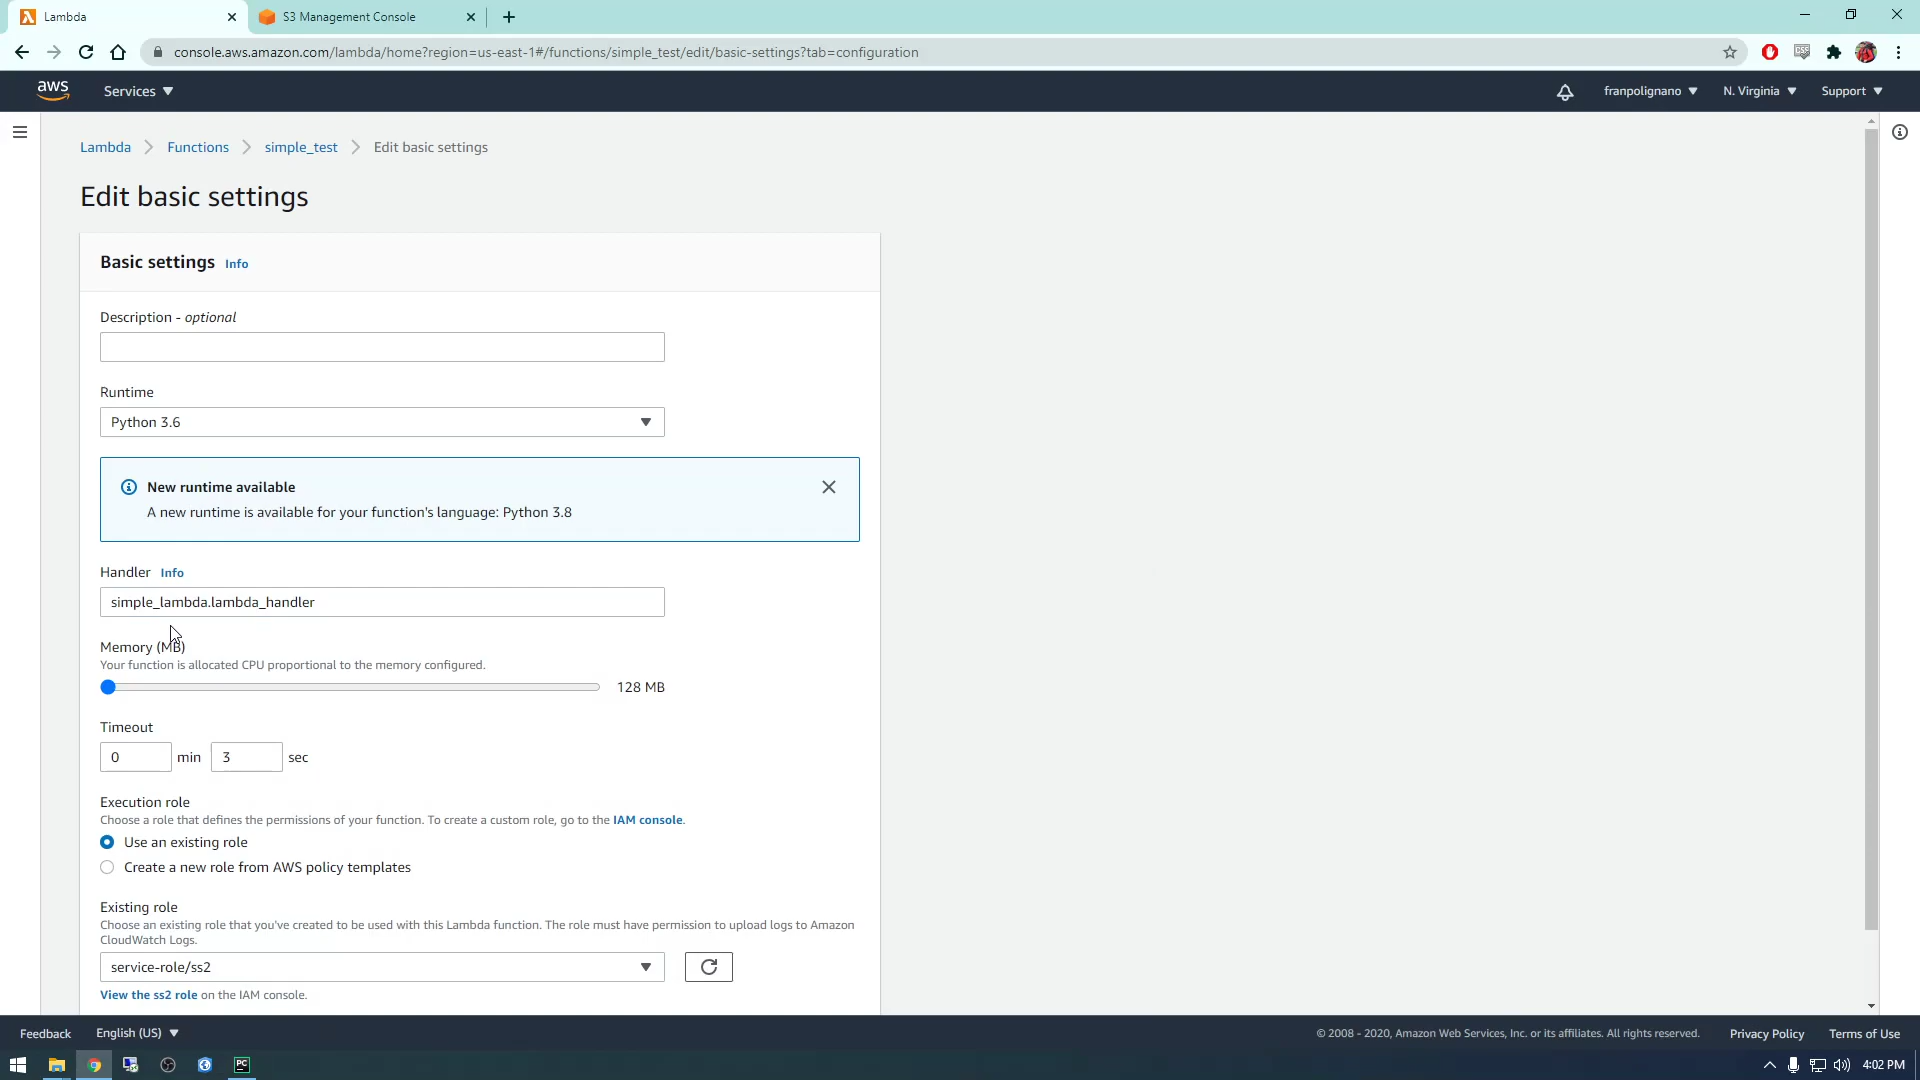 Lambda
S3 Management Console
console.aws.amazon.com/lambda/home?region=us-east-1#/functions/simple_test/edit/basic-settings?tab=configuration
aws
Services
franpolignano
N. Virginia
Support
Lambda
Functions
simple_test
Edit basic settings
Edit basic settings
Basic settings Info
Description - optional
Runtime
Python 3.6
New runtime available
A new runtime is available for your function's language: Python 3.8
Handler Info
simple_lambda.lambda_handler
Memory (MB)
Your function is allocated CPU proportional to the memory configured.
128 MB
Timeout
0 min 3 sec
Execution role
Choose a role that defines the permissions of your function. To create a custom role, go to the IAM console.
Use an existing role
Create a new role from AWS policy templates
Existing role
Choose an existing role that you've created to be used with this Lambda function. The role must have permission to upload logs to Amazon
CloudWatch Logs.
service-role/ss2
View the ss2 role on the IAM console.
Feedback
English (US)
© 2008 - 2020, Amazon Web Services, Inc. or its affiliates. All rights reserved.
Privacy Policy
Terms of Use
PC
4:02 PM